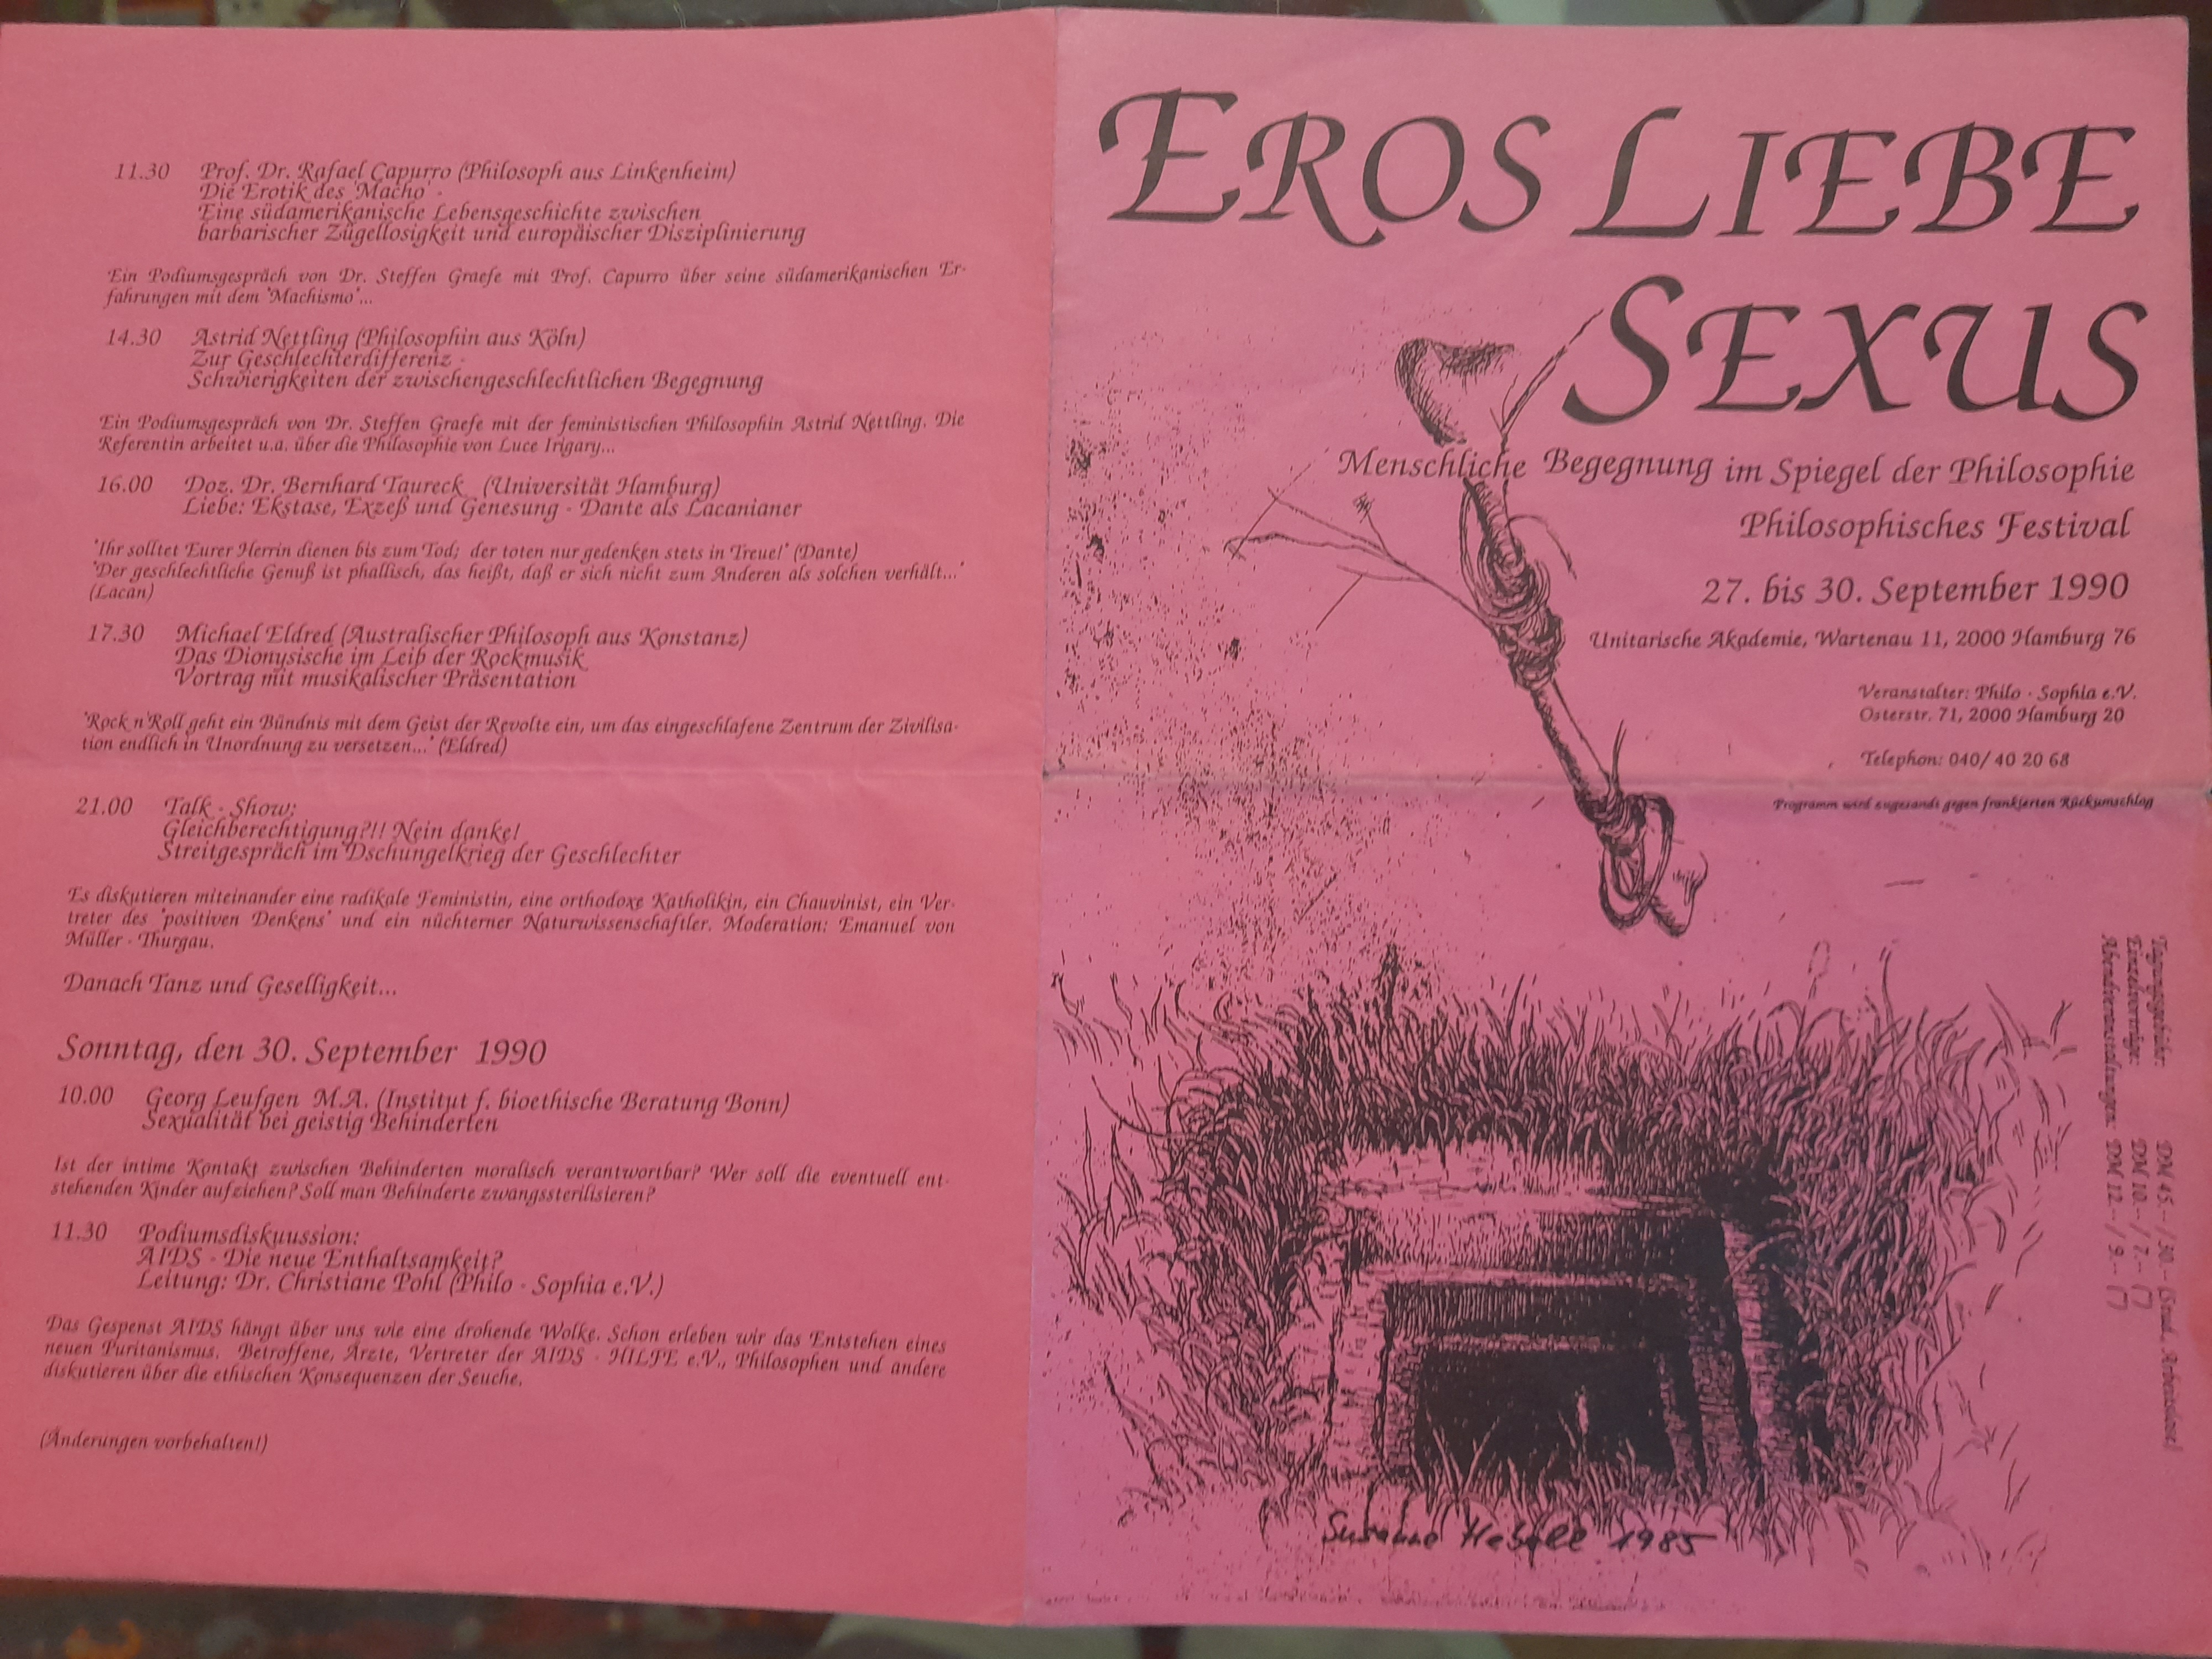 11.30 Prof. Dr. Rafael Capurro (Philosoph aus Linkenheim)
Die Erotik des 'Macho' -
Eine südamerikanische Lebensgeschichte zwischen
barbarischer Zügellosigkeit und europäischer Disziplinierung
Ein Podiumsgespräch von Dr. Steffen Graefe mit Prof. Capurro über seine südamerikanischen Er-
fahrungen mit dem "Machismo"...
14.30 Astrid Nettling (Philosophin aus Köln)
Zur Geschlechterdifferenz -
Schwierigkeiten der zwischengeschlechtlichen Begegnung
Ein Podiumsgespräch von Dr. Steffen Graefe mit der feministischen Philosophin Astrid Nettling. Die
Referentin arbeitet u.a. über die Philosophie von Luce Irigary...
16.00 Doz. Dr. Bernhard Taureck (Universität Hamburg)
Liebe: Ekstase, Exzeß und Genesung - Dante als Lacanianer
"Ihr solltet Eurer Herrin dienen bis zum Tod; der toten nur gedenken stets in Treue!" (Dante)
"Der geschlechtliche Genuß ist phallisch, das heißt, daß er sich nicht zum Anderen als solchen verhält..."
(Lacan)
17.30 Michael Eldred (Australischer Philosoph aus Konstanz)
Das Dionysische im Leib der Rockmusik
Vortrag mit musikalischer Präsentation
"Rock n'Roll geht ein Bündnis mit dem Geist der Revolte ein, um das eingeschlafene Zentrum der Zivilisa-
tion endlich in Unordnung zu versetzen..." (Eldred)
21.00 Talk - Show:
Gleichberechtigung?!! Nein danke!
Streitgespräch im Dschungelkrieg der Geschlechter
Es diskutieren miteinander eine radikale Feministin, eine orthodoxe Katholikin, ein Chauvinist, ein Ver-
treter des "positiven Denkens" und ein nüchterner Naturwissenschaftler. Moderation: Emanuel von
Müller - Thurgau.
Danach Tanz und Geselligkeit...
Sonntag, den 30. September 1990
10.00 Georg Leufgen M.A. (Institut f. bioethische Beratung Bonn)
Sexualität bei geistig Behinderten
Ist der intime Kontakt zwischen Behinderten moralisch verantwortbar? Wer soll die eventuell ent-
stehenden Kinder aufziehen? Soll man Behinderte zwangssterilisieren?
11.30 Podiumsdiskuussion:
AIDS - Die neue Enthaltsamkeit?
Leitung: Dr. Christiane Pohl (Philo - Sophia e.V.)
Das Gespenst AIDS hängt über uns wie eine drohende Wolke. Schon erleben wir das Entstehen eines
neuen Puritanismus. Betroffene, Ärzte, Vertreter der AIDS - HILFE e.V., Philosophen und andere
diskutieren über die ethischen Konsequenzen der Seuche.
(Änderungen vorbehalten!)
EROS LIEBE
SEXUS
Menschliche Begegnung im Spiegel der Philosophie
Philosophisches Festival
27. bis 30. September 1990
Unitarische Akademie, Wartenau 11, 2000 Hamburg 76
Veranstalter: Philo - Sophia e.V.
Osterstr. 71, 2000 Hamburg 20
Telephon: 040/ 40 20 68
Programm wird zugesandt gegen frankierten Rückumschlag
Tagungsgebühr: DM 45.-- / 30.-- (Stud., Arbeitslose)
Einzelvorträge: DM 10.-- / 7.--
Abendveranstaltungen: DM 12.-- / 9.--
Susanne 1985